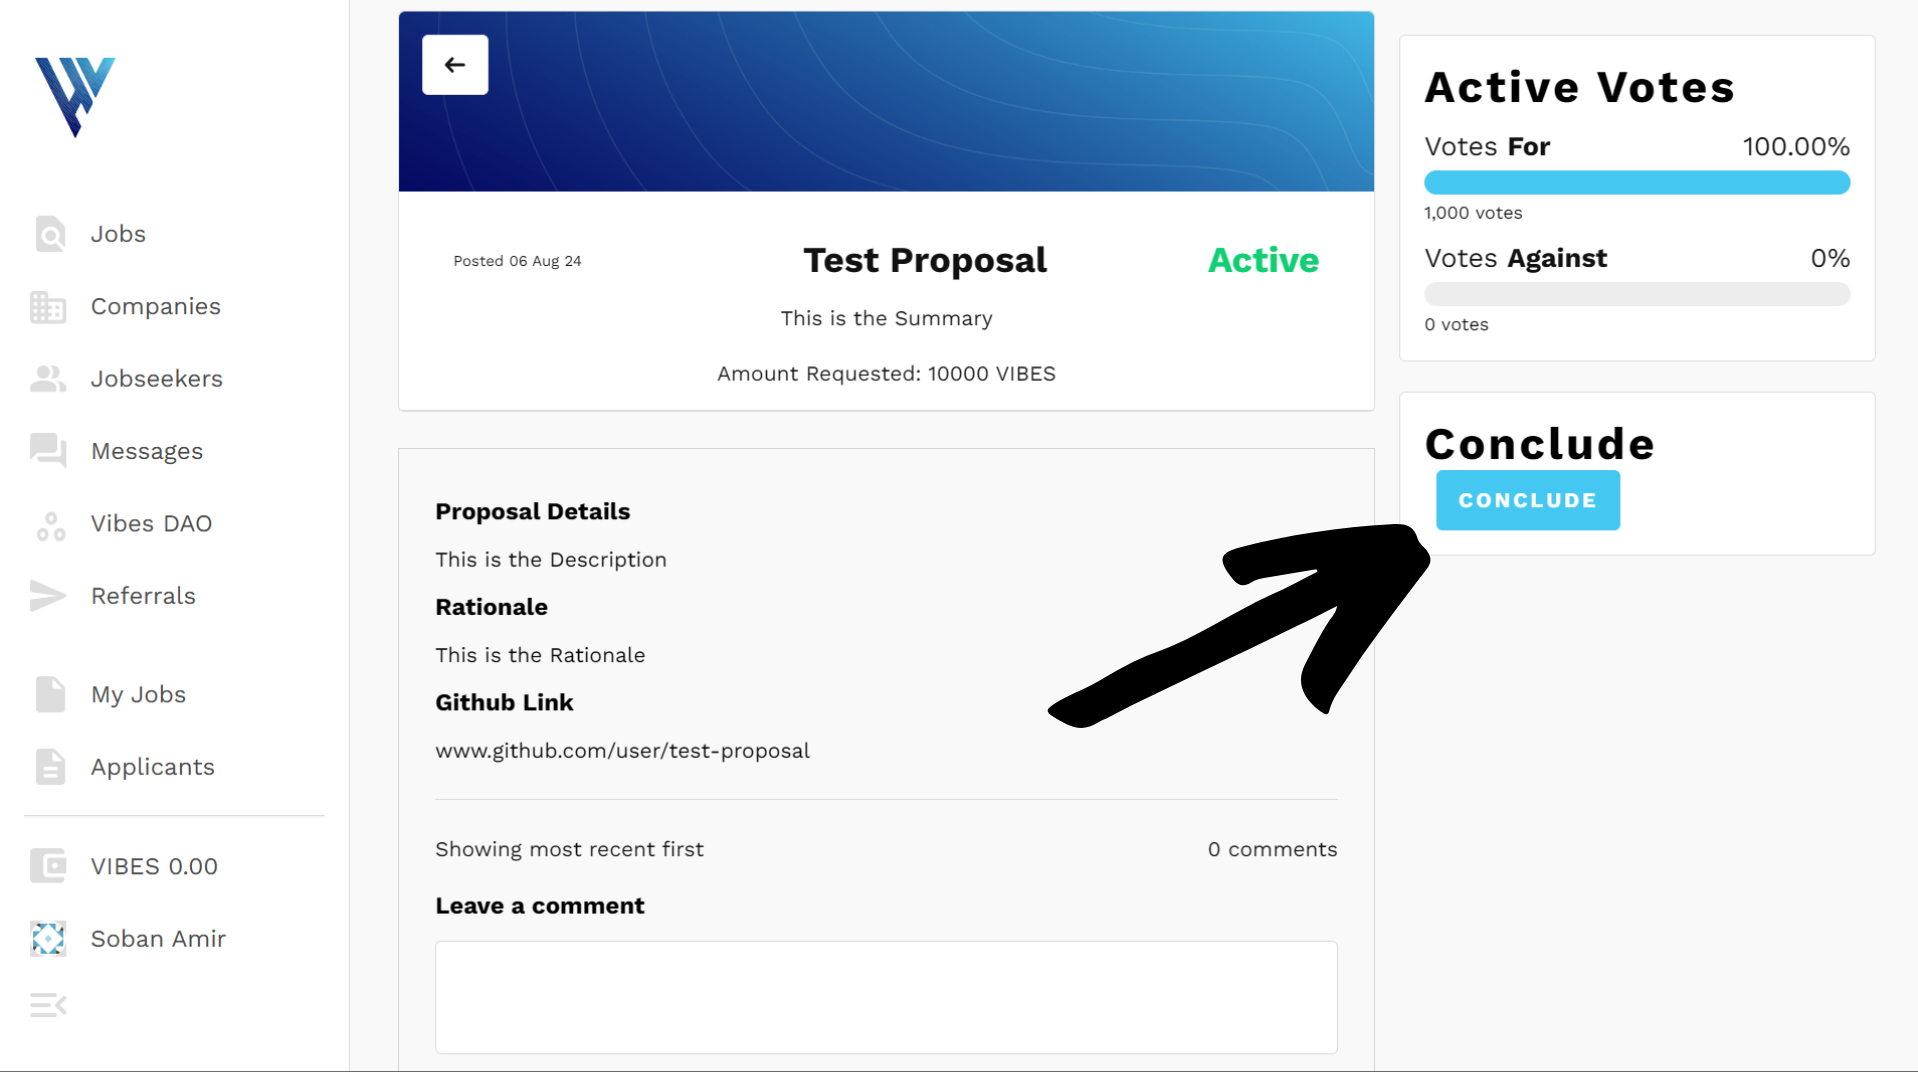 Jobs
Companies
Jobseekers
Messages
Vibes DAO
Referrals
My Jobs
Applicants
VIBES 0.00
Soban Amir
Posted 06 Aug 24
Test Proposal
Active
This is the Summary
Amount Requested: 10000 VIBES
Proposal Details
This is the Description
Rationale
This is the Rationale
Github Link
www.github.com/user/test-proposal
Showing most recent first
0 comments
Leave a comment
Active Votes
Votes For 100.00%
1,000 votes
Votes Against 0%
0 votes
Conclude
CONCLUDE